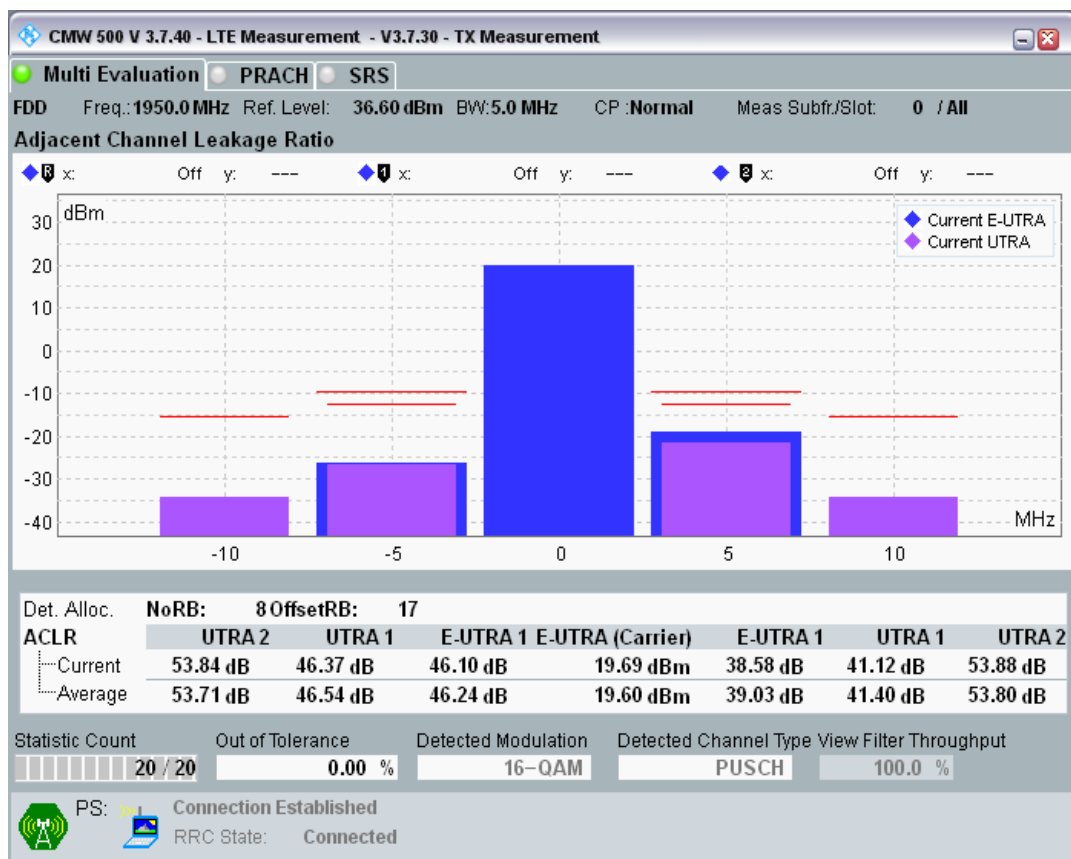 CMW 500 V 3.7.40 - LTE Measurement - V3.7.30 - TX Measurement
Multi Evaluation PRACH SRS
FDD Freq.: 1950.0 MHz Ref. Level: 36.60 dBm BW: 5.0 MHz CP :Normal Meas Subfr./Slot: 0 / All
Adjacent Channel Leakage Ratio
R x: Off y: --- 1 x: Off y: --- 2 x: Off y: ---
dBm
Current E-UTRA
Current UTRA
30
20
10
0
-10
-20
-30
-40
MHz
-10 -5 0 5 10
Det. Alloc. NoRB: 8 OffsetRB: 17
ACLR UTRA 2 UTRA 1 E-UTRA 1 E-UTRA (Carrier) E-UTRA 1 UTRA 1 UTRA 2
Current 53.84 dB 46.37 dB 46.10 dB 19.69 dBm 38.58 dB 41.12 dB 53.88 dB
Average 53.71 dB 46.54 dB 46.24 dB 19.60 dBm 39.03 dB 41.40 dB 53.80 dB
Statistic Count Out of Tolerance Detected Modulation Detected Channel Type View Filter Throughput
20 / 20 0.00 % 16-QAM PUSCH 100.0 %
PS: Connection Established
RRC State: Connected